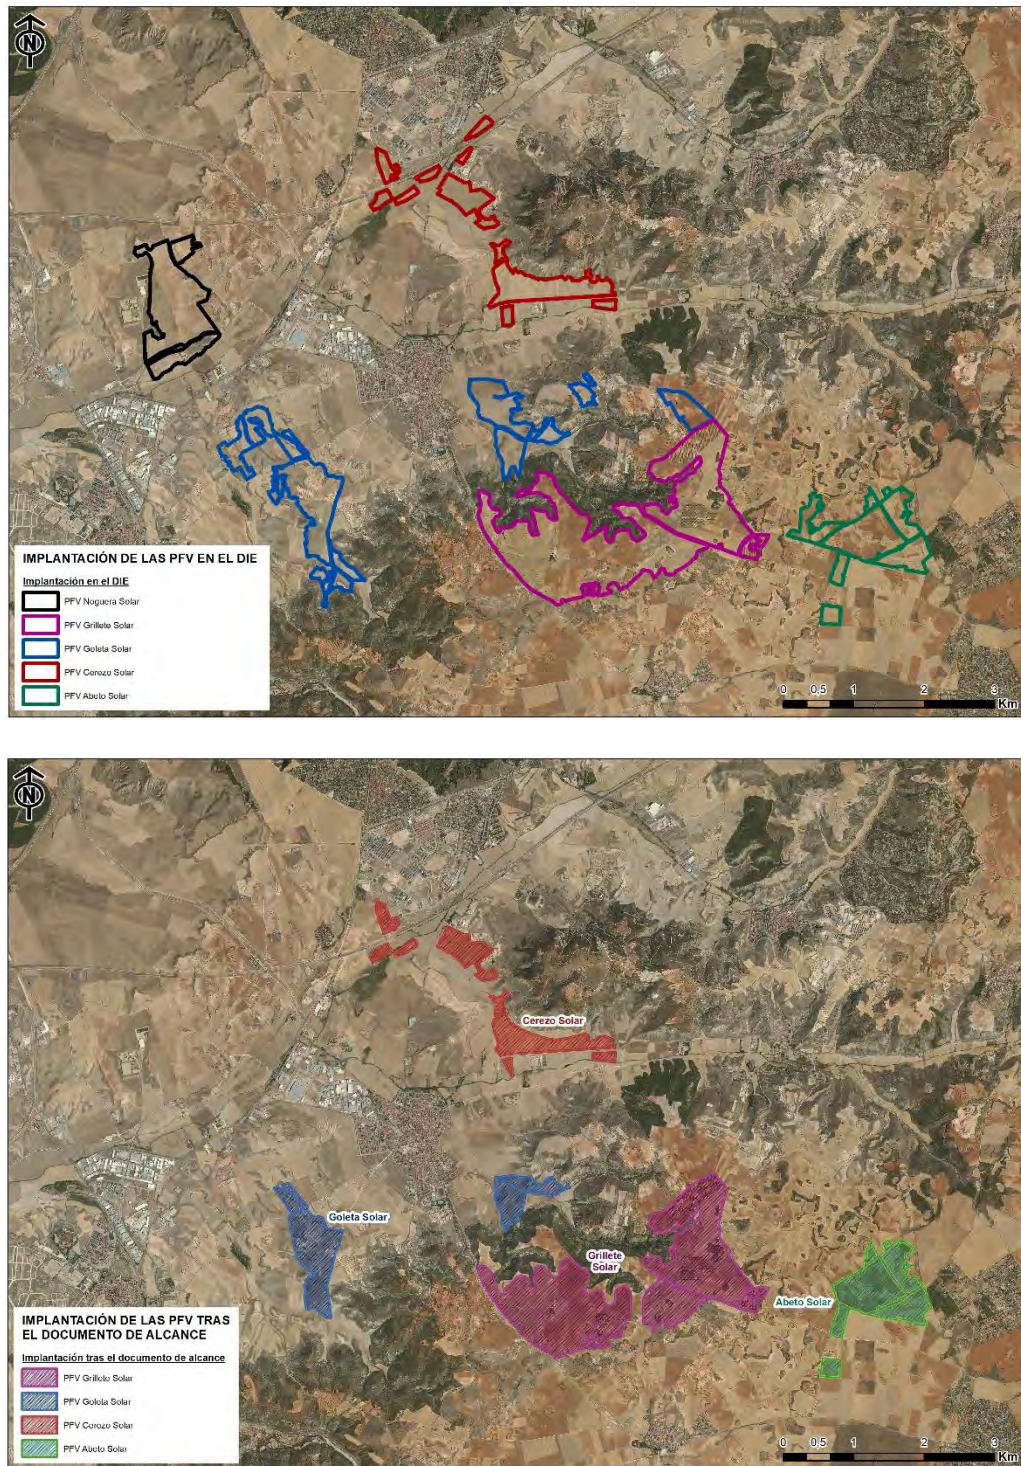 N
IMPLANTACIÓN DE LAS PFV EN EL DIE
Implantación en el DIE
PFV Noguera Solar
PFV Grillete Solar
PFV Goleta Solar
PFV Cerezo Solar
PFV Abeto Solar
0 0,5 1 2 3
Km
N
Cerezo Solar
Goleta Solar
Grillete
Solar
Abeto Solar
IMPLANTACIÓN DE LAS PFV TRAS
EL DOCUMENTO DE ALCANCE
Implantación tras el documento de alcance
PFV Grillete Solar
PFV Goleta Solar
PFV Cerezo Solar
PFV Abeto Solar
0 0,5 1 2 3
Km